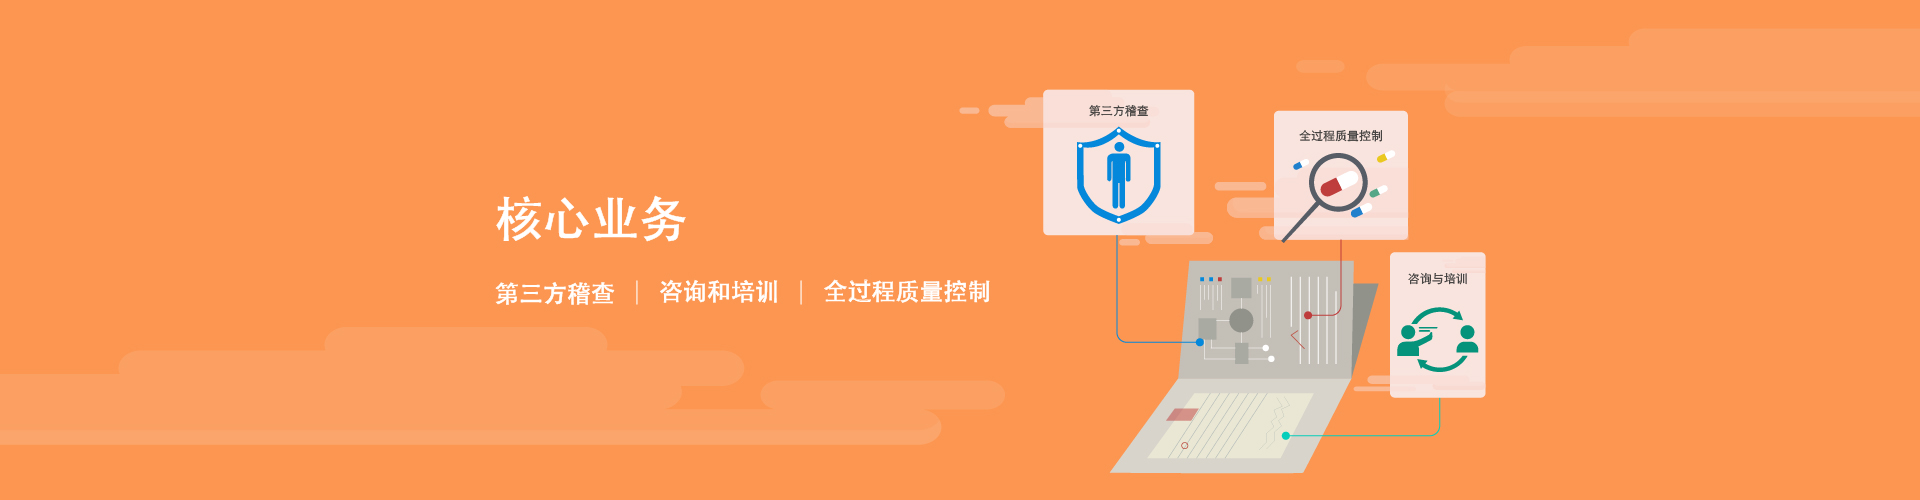 核心业务
第三方稽查 | 咨询和培训 | 全过程质量控制
第三方稽查
全过程质量控制
咨询与培训